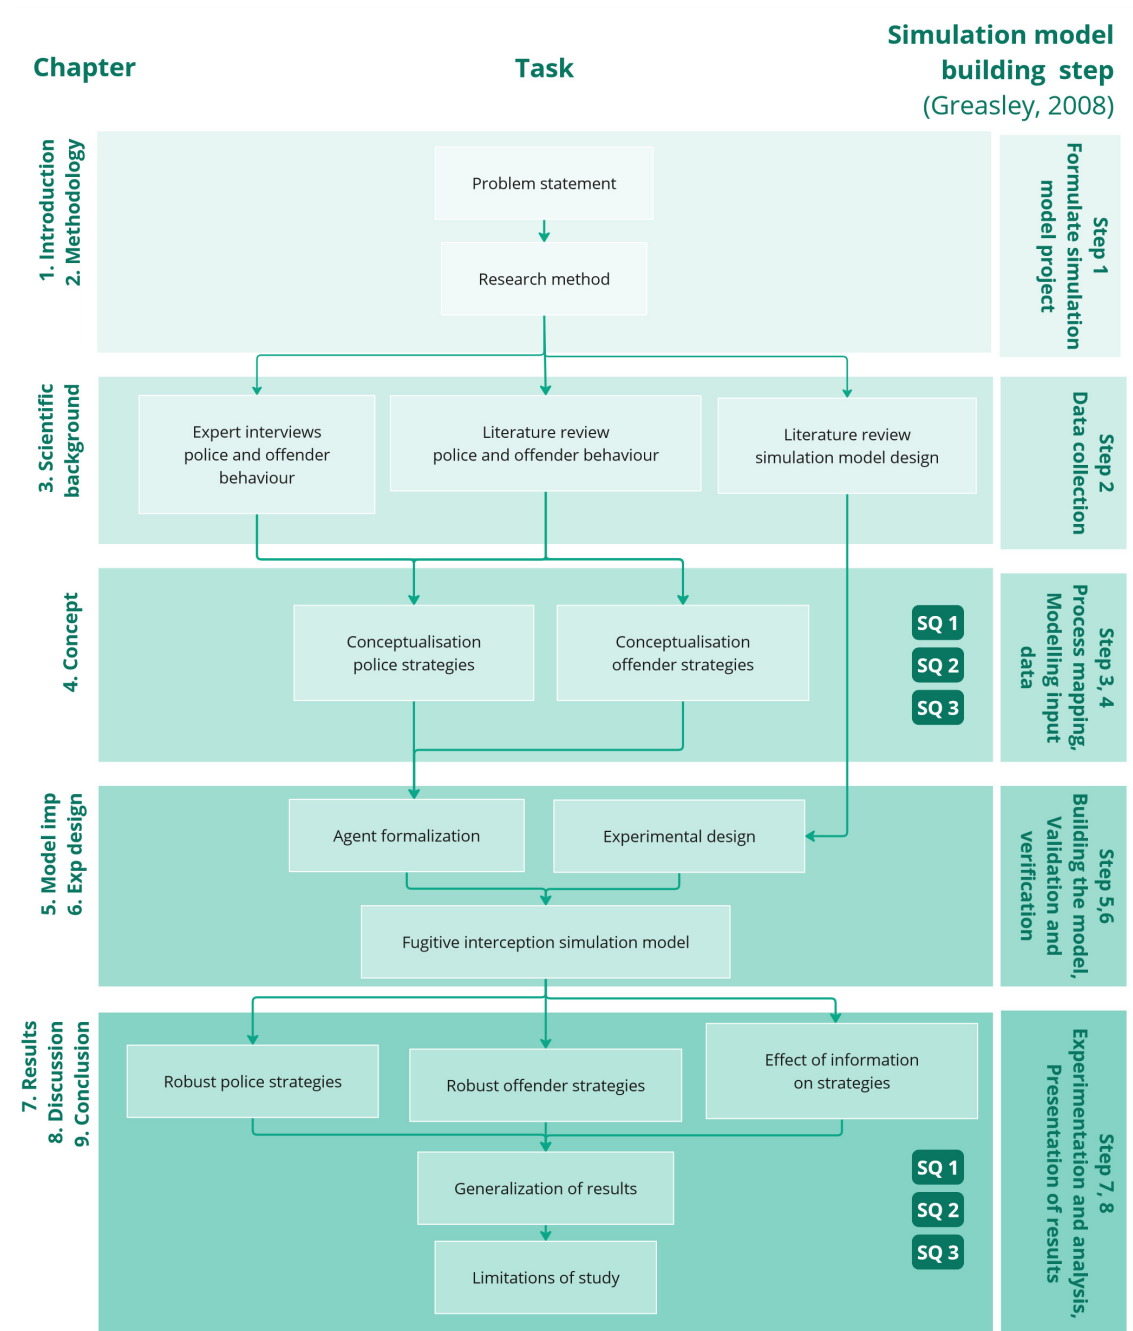 Chapter
Task
Simulation model
building step
(Greasley, 2008)
1. Introduction
2. Methodology
Problem statement
Research method
Step 1
Formulate simulation
model project
3. Scientific
background
Expert interviews
police and offender
behaviour
Literature review
police and offender behaviour
Literature review
simulation model design
Step 2
Data collection
4. Concept
Conceptualisation
police strategies
Conceptualisation
offender strategies
SQ 1
SQ 2
SQ 3
Step 3, 4
Process mapping,
Modelling input
data
5. Model imp
6. Exp design
Agent formalization
Experimental design
Fugitive interception simulation model
Step 5,6
Building the model,
Validation and
verification
7. Results
8. Discussion
9. Conclusion
Robust police strategies
Robust offender strategies
Effect of information
on strategies
Generalization of results
Limitations of study
SQ 1
SQ 2
SQ 3
Step 7, 8
Experimentation and analysis,
Presentation of results